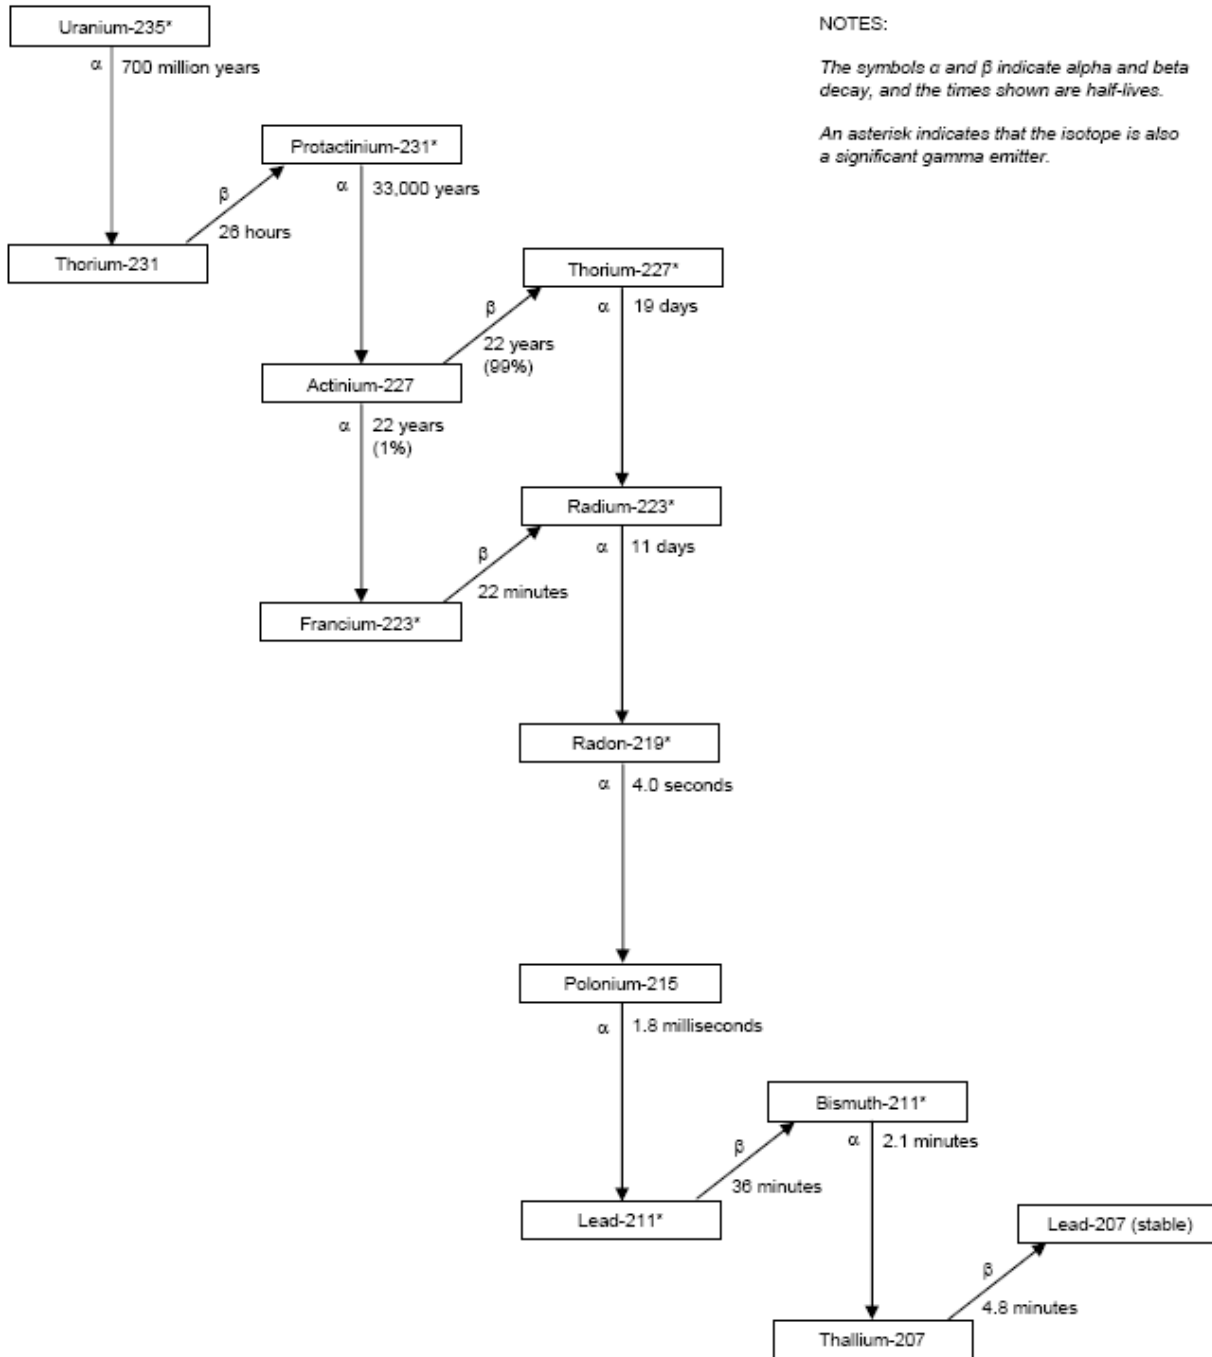 Uranium-235*
NOTES:
α 700 million years
The symbols α and β indicate alpha and beta
decay, and the times shown are half-lives.
An asterisk indicates that the isotope is also
a significant gamma emitter.
Protactinium-231*
α 33,000 years
β
26 hours
Thorium-231
Thorium-227*
α 19 days
β
22 years
(99%)
Actinium-227
α 22 years
(1%)
Radium-223*
α 11 days
β
22 minutes
Francium-223*
Radon-219*
α 4.0 seconds
Polonium-215
α 1.8 milliseconds
Bismuth-211*
α 2.1 minutes
β
36 minutes
Lead-211*
Lead-207 (stable)
β
4.8 minutes
Thallium-207